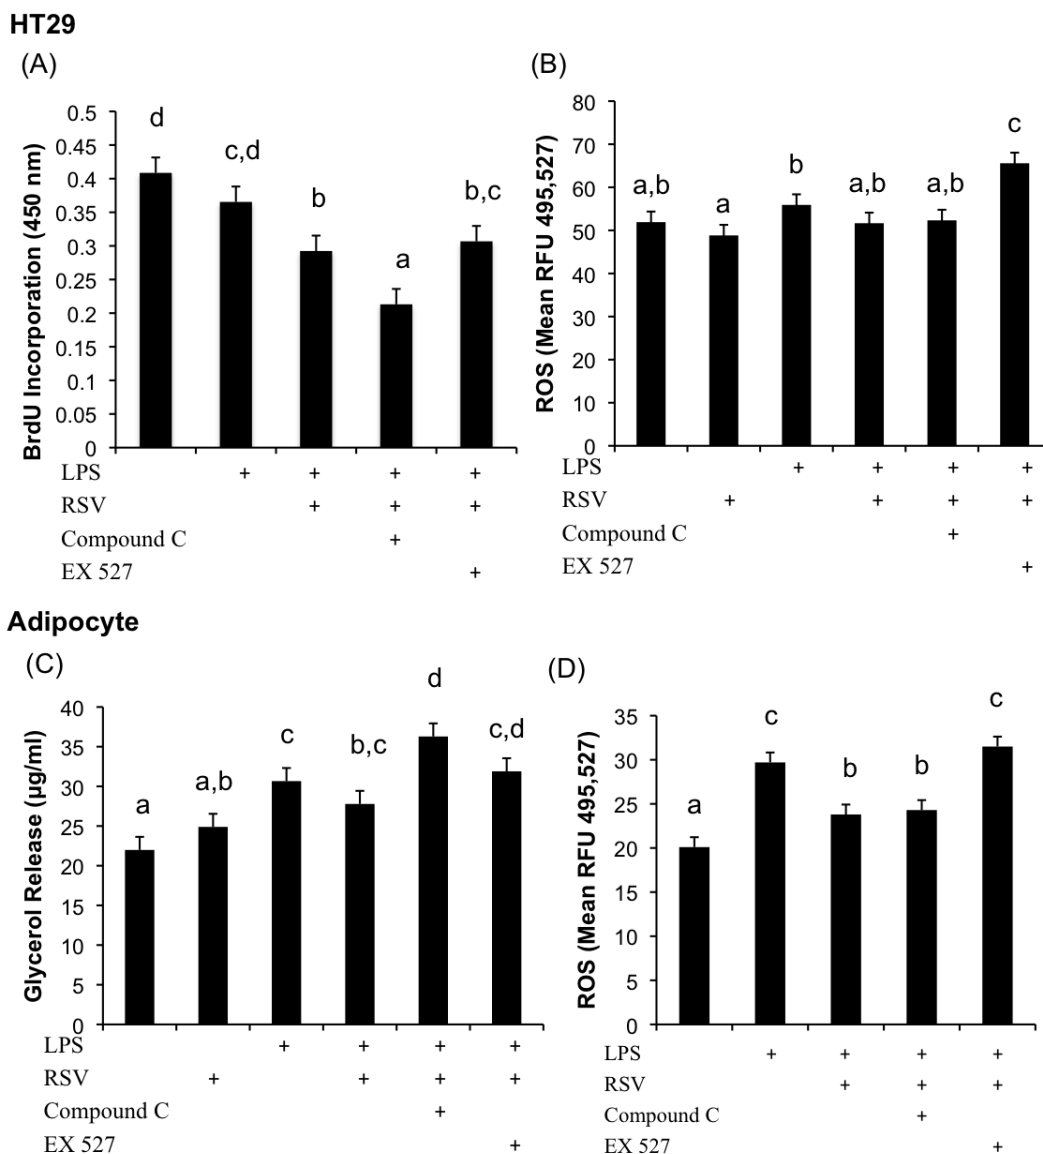 HT29
(A)
BrdU Incorporation (450 nm)
0.5
0.45
0.4
0.35
0.3
0.25
0.2
0.15
0.1
0.05
0
d
c,d
b
a
b,c
LPS + + + +
RSV + + +
Compound C +
EX 527 +
(B)
ROS (Mean RFU 495,527)
80
70
60
50
40
30
20
10
0
a,b
a
b
a,b
a,b
c
LPS + + + +
RSV + + + +
Compound C +
EX 527 +
Adipocyte
(C)
Glycerol Release (µg/ml)
40
35
30
25
20
15
10
5
0
a
a,b
c
b,c
d
c,d
LPS + + + +
RSV + + + +
Compound C +
EX 527 +
(D)
ROS (Mean RFU 495,527)
35
30
25
20
15
10
5
0
a
c
b
b
c
LPS + + + +
RSV + + +
Compound C +
EX 527 +